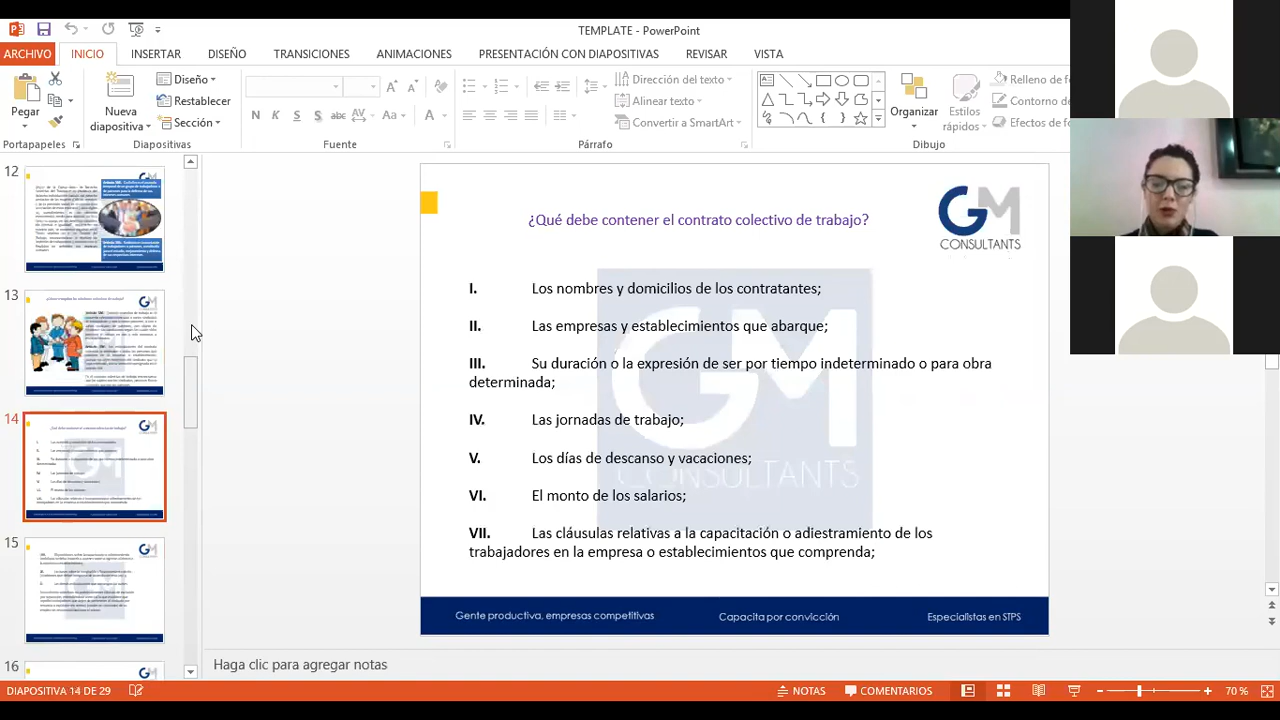 TEMPLATE - PowerPoint
ARCHIVO INICIO INSERTAR DISEÑO TRANSICIONES ANIMACIONES PRESENTACIÓN CON DIAPOSITIVAS REVISAR VISTA
Pegar
Nueva diapositiva
Diseño
Restablecer
Sección
N K S S abc AV Aa A
Dirección del texto
Alinear texto
Convertir a SmartArt
Organizar
Estilos rápidos
Relleno de
Contorno de
Efectos de
Portapapeles Diapositivas Fuente Párrafo Dibujo
12
13
14
15
16
¿Qué debe contener el contrato colectivo de trabajo?
GM
CONSULTANTS
I. Los nombres y domicilios de los contratantes;
II. Las empresas y establecimientos que abarque;
III. Su duración o la expresión de ser por tiempo indeterminado o para obra
determinada;
IV. Las jornadas de trabajo;
V. Los días de descanso y vacaciones;
VI. El monto de los salarios;
VII. Las cláusulas relativas a la capacitación o adiestramiento de los
trabajadores en la empresa o establecimientos que comprenda;
Gente productiva, empresas competitivas Capacita por convicción Especialistas en STPS
Haga clic para agregar notas
DIAPOSITIVA 14 DE 29 NOTAS COMENTARIOS 70 %